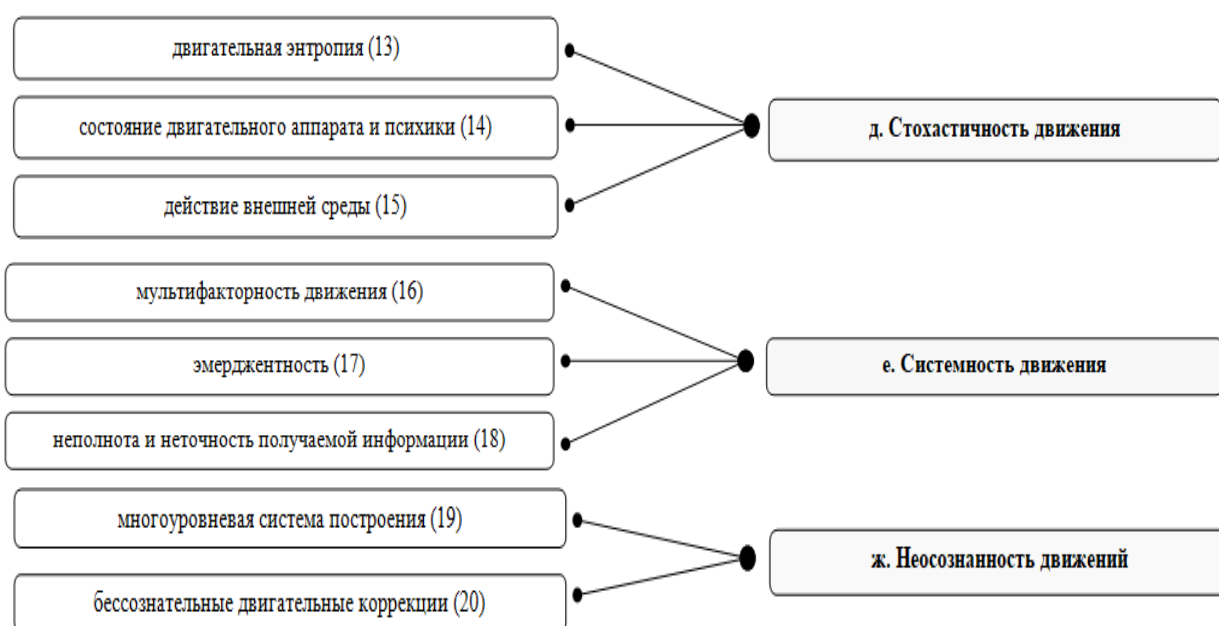 двигательная энтропия (13)
состояние двигательного аппарата и психики (14)
д. Стохастичность движения
действие внешней среды (15)
мультифакторность движения (16)
эмерджентность (17)
е. Системность движения
неполнота и неточность получаемой информации (18)
многоуровневая система построения (19)
ж. Неосознанность движений
бессознательные двигательные коррекции (20)